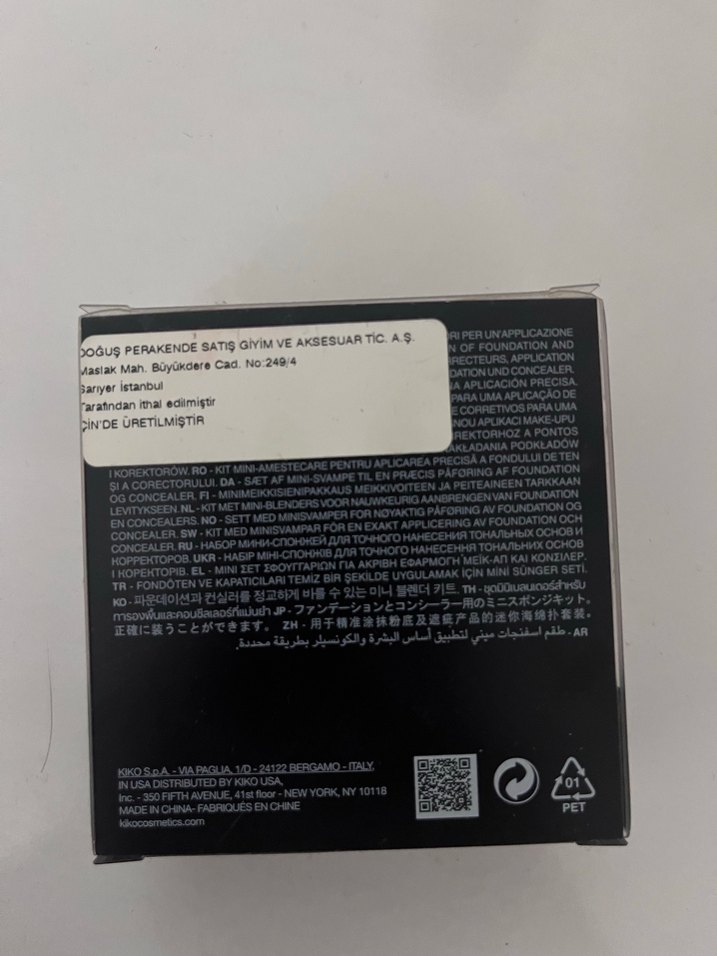 DOĞUŞ PERAKENDE SATIŞ GİYİM VE AKSESUAR TİC. A.Ş.
Maslak Mah. Büyükdere Cad. No:249/4
Sarıyer İstanbul
Tarafından ithal edilmiştir
ÇİN'DE ÜRETİLMİŞTİR
PER UN'APPLICAZIONE
N OF FOUNDATION AND
RRECTEURS, APPLICATION
DATION UND CONCEALER.
NA APLICACIÓN PRECISA.
PARA UMA APLICAÇÃO DE
E CORRETIVOS PARA UMA
NOU APLIKACI MAKE-UPU
REKTORHOZ A PONTOS
AKŁADANIA PODKŁADÓW
I KOREKTORÓW. RO - KIT MINI-AMESTECARE PENTRU APLICAREA PRECISĂ A FONDULUI DE TEN
ȘI A CORECTORULUI. DA - SÆT AF MINI-SVAMPE TIL EN PRÆCIS PÅFØRING AF FOUNDATION
OG CONCEALER. FI - MINIMEIKKISIENIPAKKAUS MEIKKIVOITEEN JA PEITEAINEEN TARKKAAN
LEVITYKSEEN. NL - KIT MET MINI-BLENDERS VOOR NAUWKEURIG AANBRENGEN VAN FOUNDATION
EN CONCEALERS. NO - SETT MED MINISVAMPER FOR NØYAKTIG PÅFØRING AV FOUNDATION OG
CONCEALER. SW - KIT MED MINISVAMPAR FÖR EN EXAKT APPLICERING AV FOUNDATION OCH
CONCEALER. RU - НАБОР МИНИ-СПОНЖЕЙ ДЛЯ ТОЧНОГО НАНЕСЕНИЯ ТОНАЛЬНЫХ ОСНОВ И
КОРРЕКТОРОВ. UKR - НАБІР МІНІ-СПОНЖІВ ДЛЯ ТОЧНОГО НАНЕСЕННЯ ТОНАЛЬНИХ ОСНОВ
І КОРЕКТОРІВ. EL - ΜΙΝΙ ΣΕΤ ΣΦΟΥΓΓΑΡΙΩΝ ΓΙΑ ΑΚΡΙΒΗ ΕΦΑΡΜΟΓΗ ΜΕΪΚ-ΑΠ ΚΑΙ ΚΟΝΣΙΛΕΡ.
TR - FONDÖTEN VE KAPATICILARI TEMİZ BİR ŞEKİLDE UYGULAMAK İÇİN MİNİ SÜNGER SETİ.
KO - 파운데이션과 컨실러를 정교하게 바를 수 있는 미니 블렌더 키트. TH - ชุดมินิเบลนเดอร์สำหรับ
การรองพื้นและคอนซีลเลอร์ที่แม่นยำ JP - ファンデーションとコンシーラー用のミニスポンジキット。
正確に装うことができます。 ZH - 用于精准涂抹粉底及遮疵产品的迷你海绵扑套装。
AR - طقم اسفنجات ميني لتطبيق أساس البشرة والكونسيلر بطريقة محددة.
KIKO S.p.A. - VIA PAGLIA, 1/D - 24122 BERGAMO - ITALY,
IN USA DISTRIBUTED BY KIKO USA,
Inc. - 350 FIFTH AVENUE, 41st floor - NEW YORK, NY 10118
MADE IN CHINA- FABRIQUÉS EN CHINE
kikocosmetics.com
01
PET